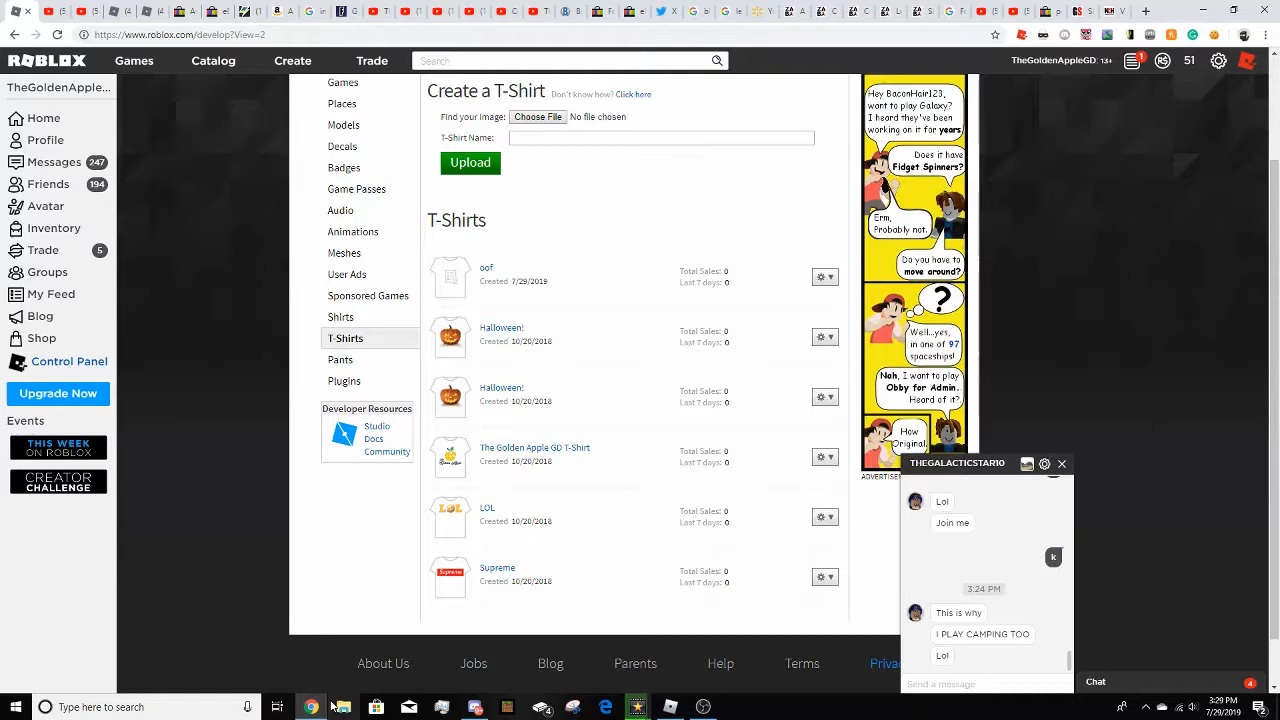 https://www.roblox.com/develop?View=2
ROBLOX
Games
Catalog
Create
Trade
Search
TheGoldenAppleGD: 13+
1
51
TheGoldenApple...
Home
Profile
Messages 247
Friends 194
Avatar
Inventory
Trade 5
Groups
My Feed
Blog
Shop
Control Panel
Upgrade Now
Events
THIS WEEK
ON ROBLOX
CREATOR
CHALLENGE
Games
Places
Models
Decals
Badges
Game Passes
Audio
Animations
Meshes
User Ads
Sponsored Games
Shirts
T-Shirts
Pants
Plugins
Developer Resources
Studio
Docs
Community
Create a T-Shirt Don't know how? Click here
Find your image: Choose File No file chosen
T-Shirt Name:
Upload
T-Shirts
oof
Created 7/29/2019
Total Sales: 0
Last 7 days: 0
Halloween!
Created 10/20/2018
Total Sales: 0
Last 7 days: 0
Halloween!
Created 10/20/2018
Total Sales: 0
Last 7 days: 0
The Golden Apple GD T-Shirt
Created 10/20/2018
Total Sales: 0
Last 7 days: 0
LOL
LOL
Created 10/20/2018
Total Sales: 0
Last 7 days: 0
Supreme
Supreme
Created 10/20/2018
Total Sales: 0
Last 7 days: 0
Hey BaconHair123,
want to play Galaxy?
I heard they've been
working on it for years
Does it have
Fidget Spinners?
Erm,
Probably not.
Do you have to
move around?
?
Well...yes,
in one of 97
spaceships!
Nah, I want to play
Obby for Admin.
Heard of it?
How
Original.
ADVERTISEM
THEGALACTICSTAR10
Lol
Join me
k
3:24 PM
This is why
I PLAY CAMPING TOO
Lol
Send a message
Chat
4
About Us
Jobs
Blog
Parents
Help
Terms
Privac
Type here to search
3:29 PM
7/29/2019
2